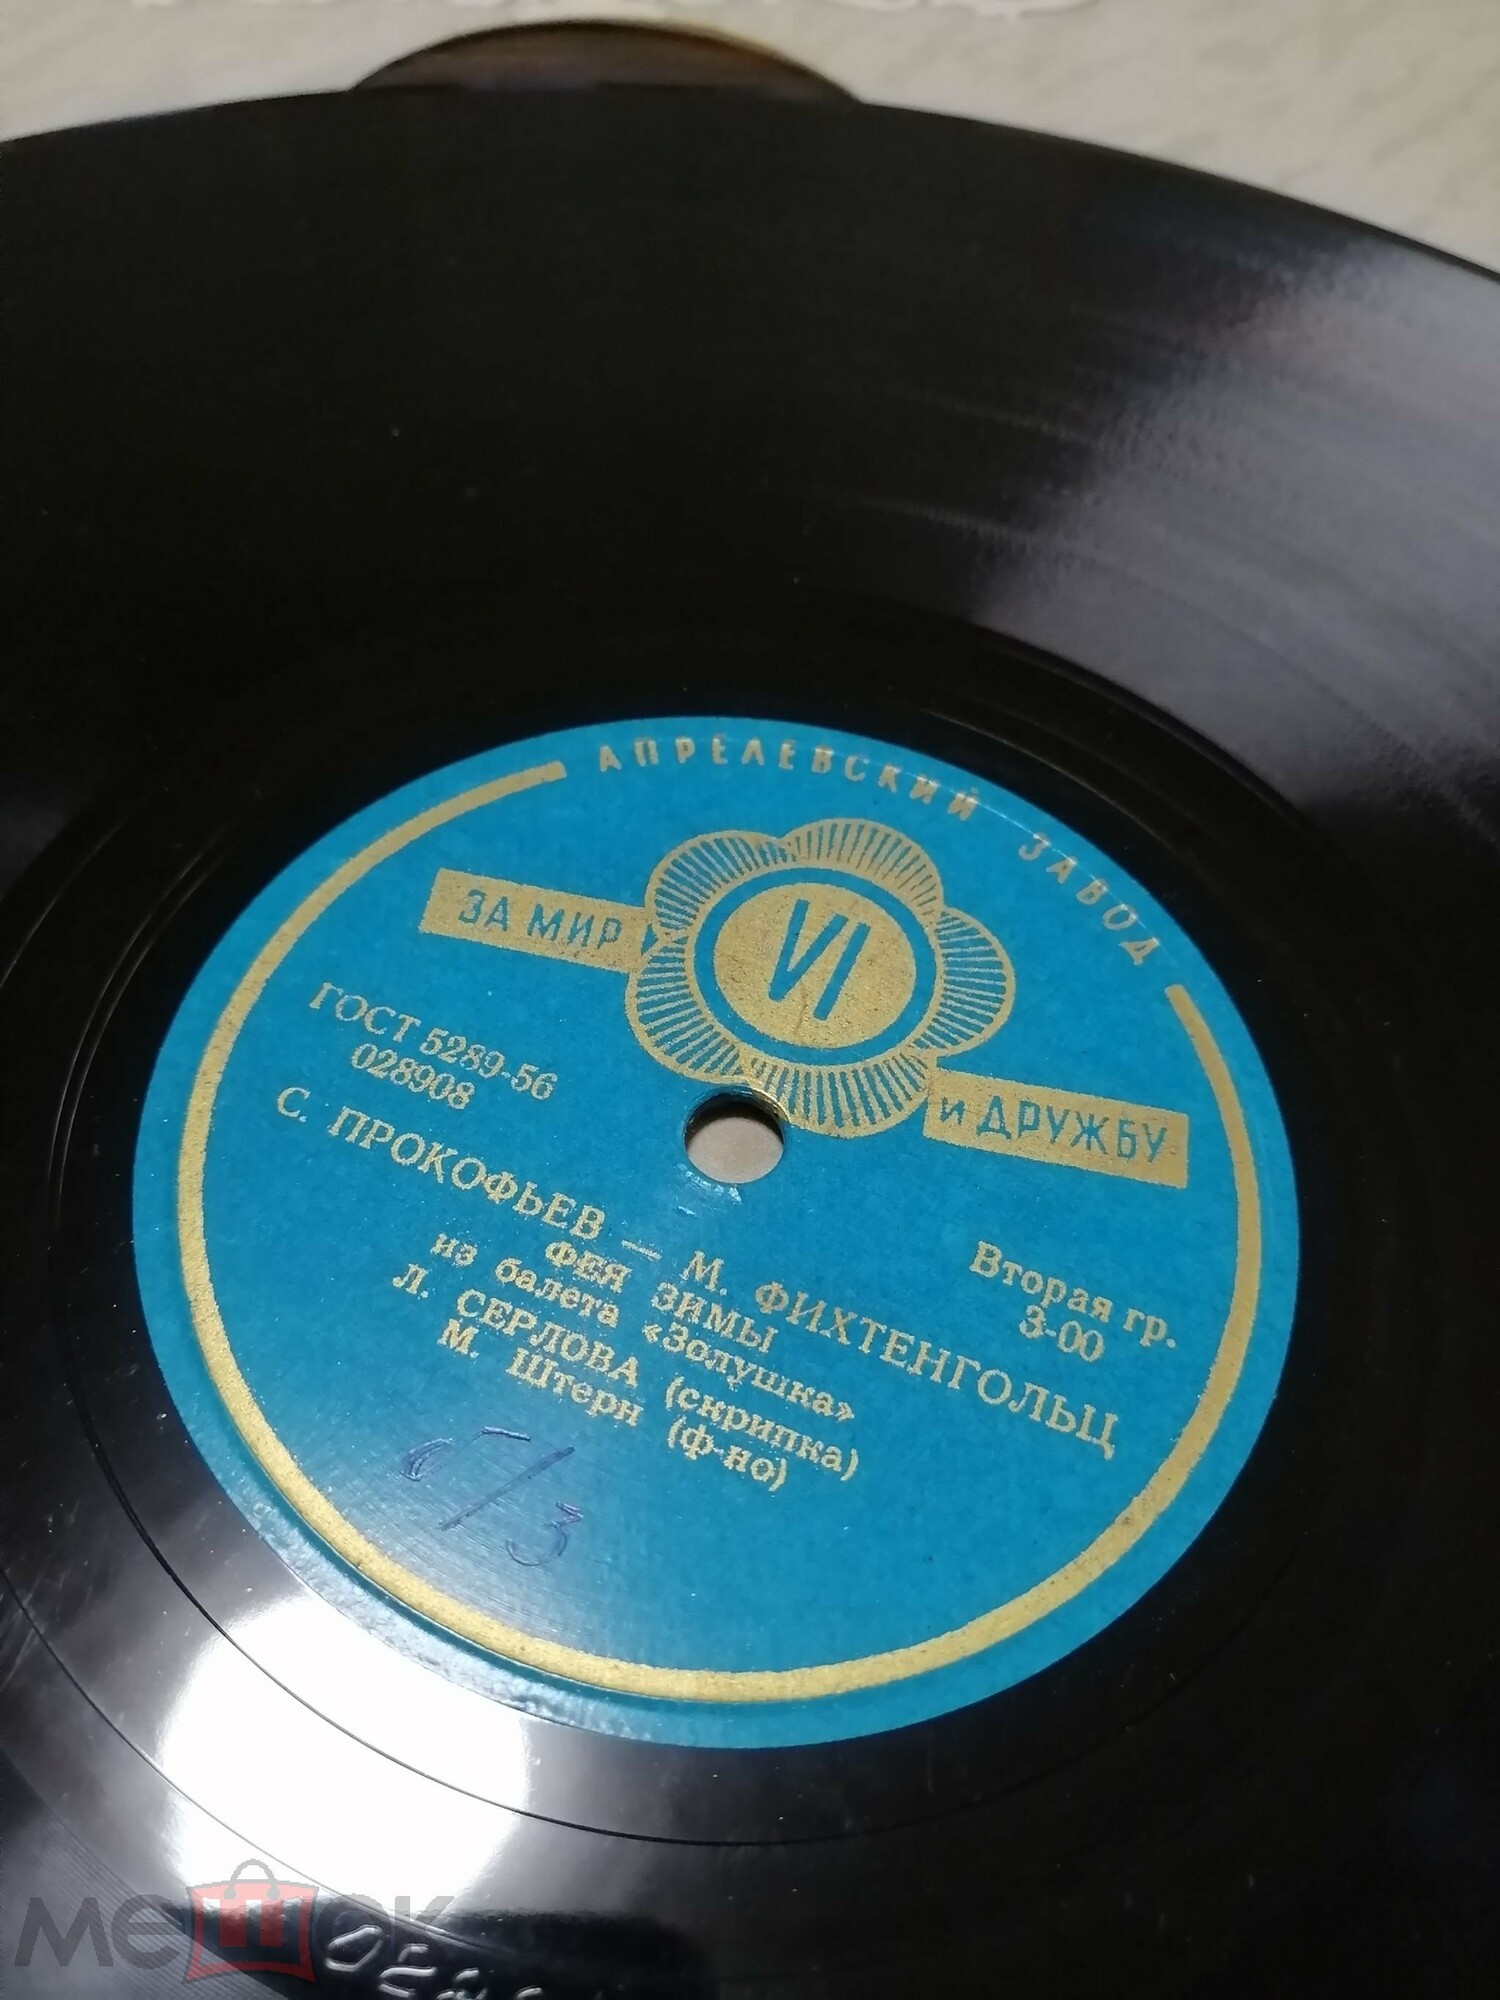 АПРЕЛЕВСКИЙ ЗАВОД
ЗА МИР
VI
и ДРУЖБУ
ГОСТ 5289-56
028908
Вторая гр.
3-00
С. ПРОКОФЬЕВ — М. ФИХТЕНГОЛЬЦ
ФЕЯ ЗИМЫ
из балета «Золушка»
Л. СЕРЛОВА (скрипка)
М. Штерн (ф-но)
б/з
мешок